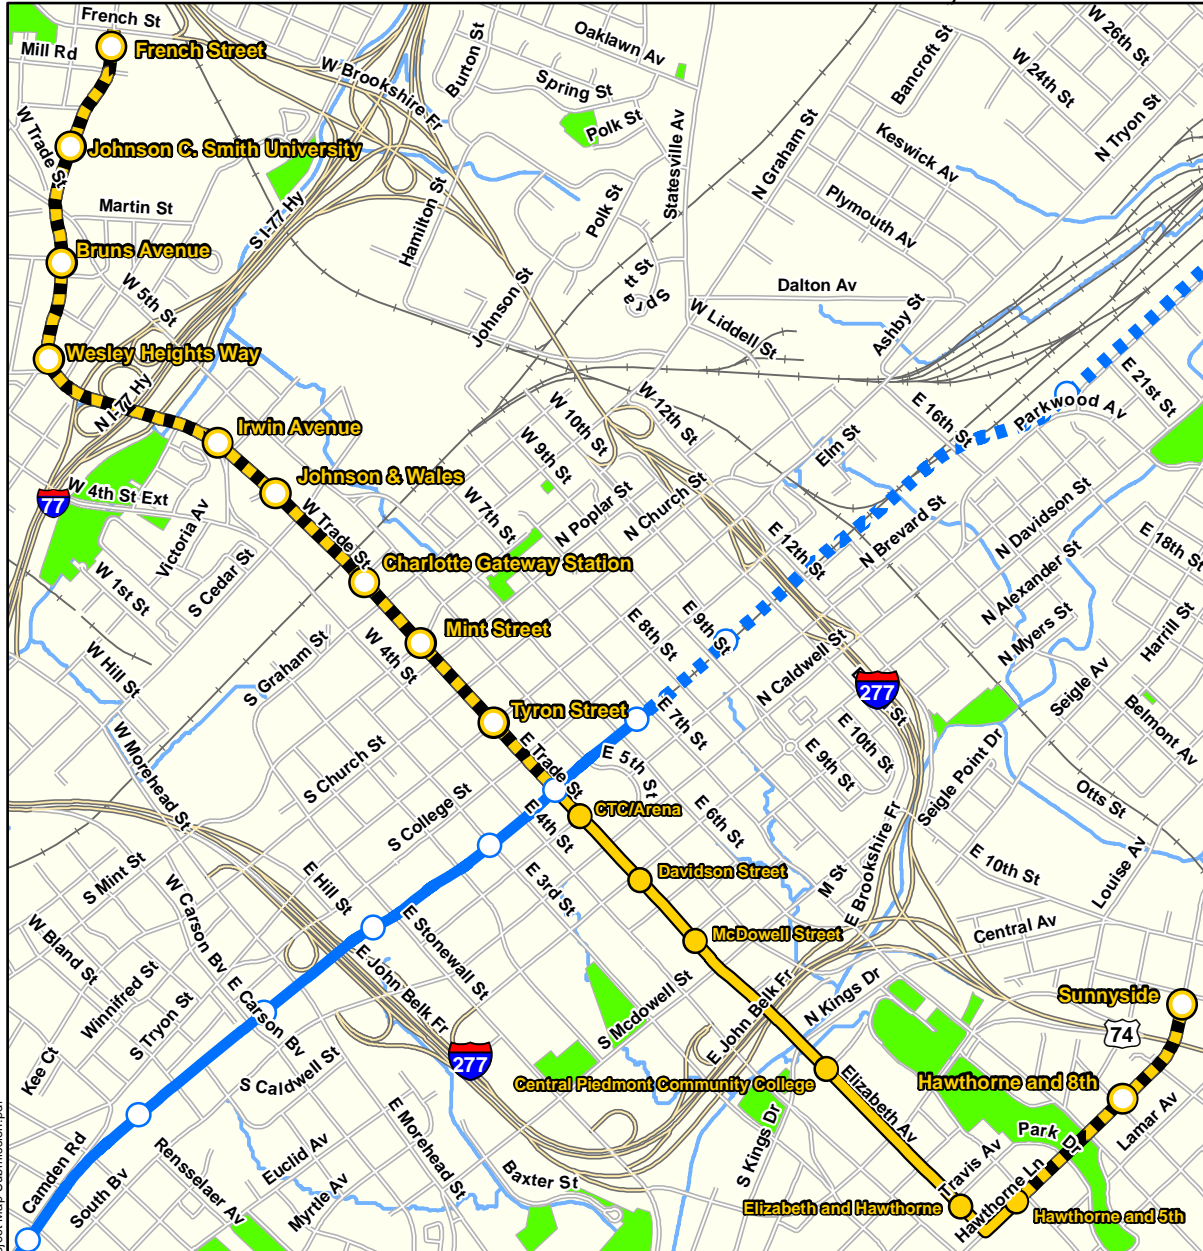 French St
Mill Rd
French Street
W Trade St
Johnson C. Smith University
Martin St
Bruns Avenue
W 5th St
Wesley Heights Way
N I-77 Hy
S I-77 Hy
W Brookshire Fr
Burton St
Oaklawn Av
Spring St
Polk St
Polk St
Hamilton St
Statesville Av
Johnson St
W Liddell St
Dalton Av
N Graham St
Bancroft St
W 26th St
W 24th St
N Tryon St
Keswick Av
Plymouth Av
Ashby St
E 21st St
Parkwood Av
E 16th St
Elm St
W 12th St
W 10th St
W 9th St
W 7th St
N Poplar St
N Church St
Irwin Avenue
Johnson & Wales
77
W 4th St Ext
Victoria Av
W 1st St
S Cedar St
W Trade St
Charlotte Gateway Station
Mint Street
W 4th St
S Graham St
W Hill St
E 12th St
N Brevard St
N Davidson St
E 18th St
N Alexander St
N Myers St
Harrill St
Seigle Av
Belmont Av
E 8th St
E 9th St
N Caldwell St
277
St
E 10th St
E 9th St
Tyron Street
E 7th St
E Trade St
E 5th St
CTC/Arena
E 4th St
E 6th St
Seigle Point Dr
Otts St
Louise Av
E 10th St
Central Av
E Brookshire Fr
M St
W Morehead St
S Church St
S College St
S Mint St
W Carson Bv
W Bland St
Winnifred St
S Tryon St
Kee Ct
E Hill St
E Stonewall St
E 3rd St
Davidson Street
McDowell Street
E John Belk Fr
E Carson Bv
S Caldwell St
277
S Mcdowell St
E John Belk Fr
N Kings Dr
Central Piedmont Community College
S Kings Dr
Elizabeth Av
Sunnyside
74
Hawthorne and 8th
Lamar Av
Park Dr
Travis Av
Hawthorne Ln
Elizabeth and Hawthorne
Hawthorne and 5th
Camden Rd
South Bv
Rensselaer Av
Euclid Av
Myrtle Av
E Morehead St
Baxter St